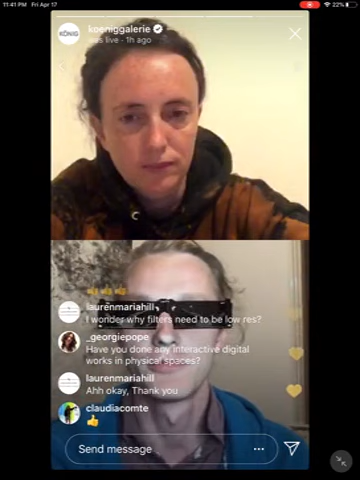 11:41 PM Fri Apr 17
22%
KÖNIG
koeniggalerie
was live · 1h ago
laurenmariahill
I wonder why filters need to be low res?
_georgiepope
Have you done any interactive digital
works in physical spaces?
laurenmariahill
Ahh okay, Thank you
claudiacomte
Send message